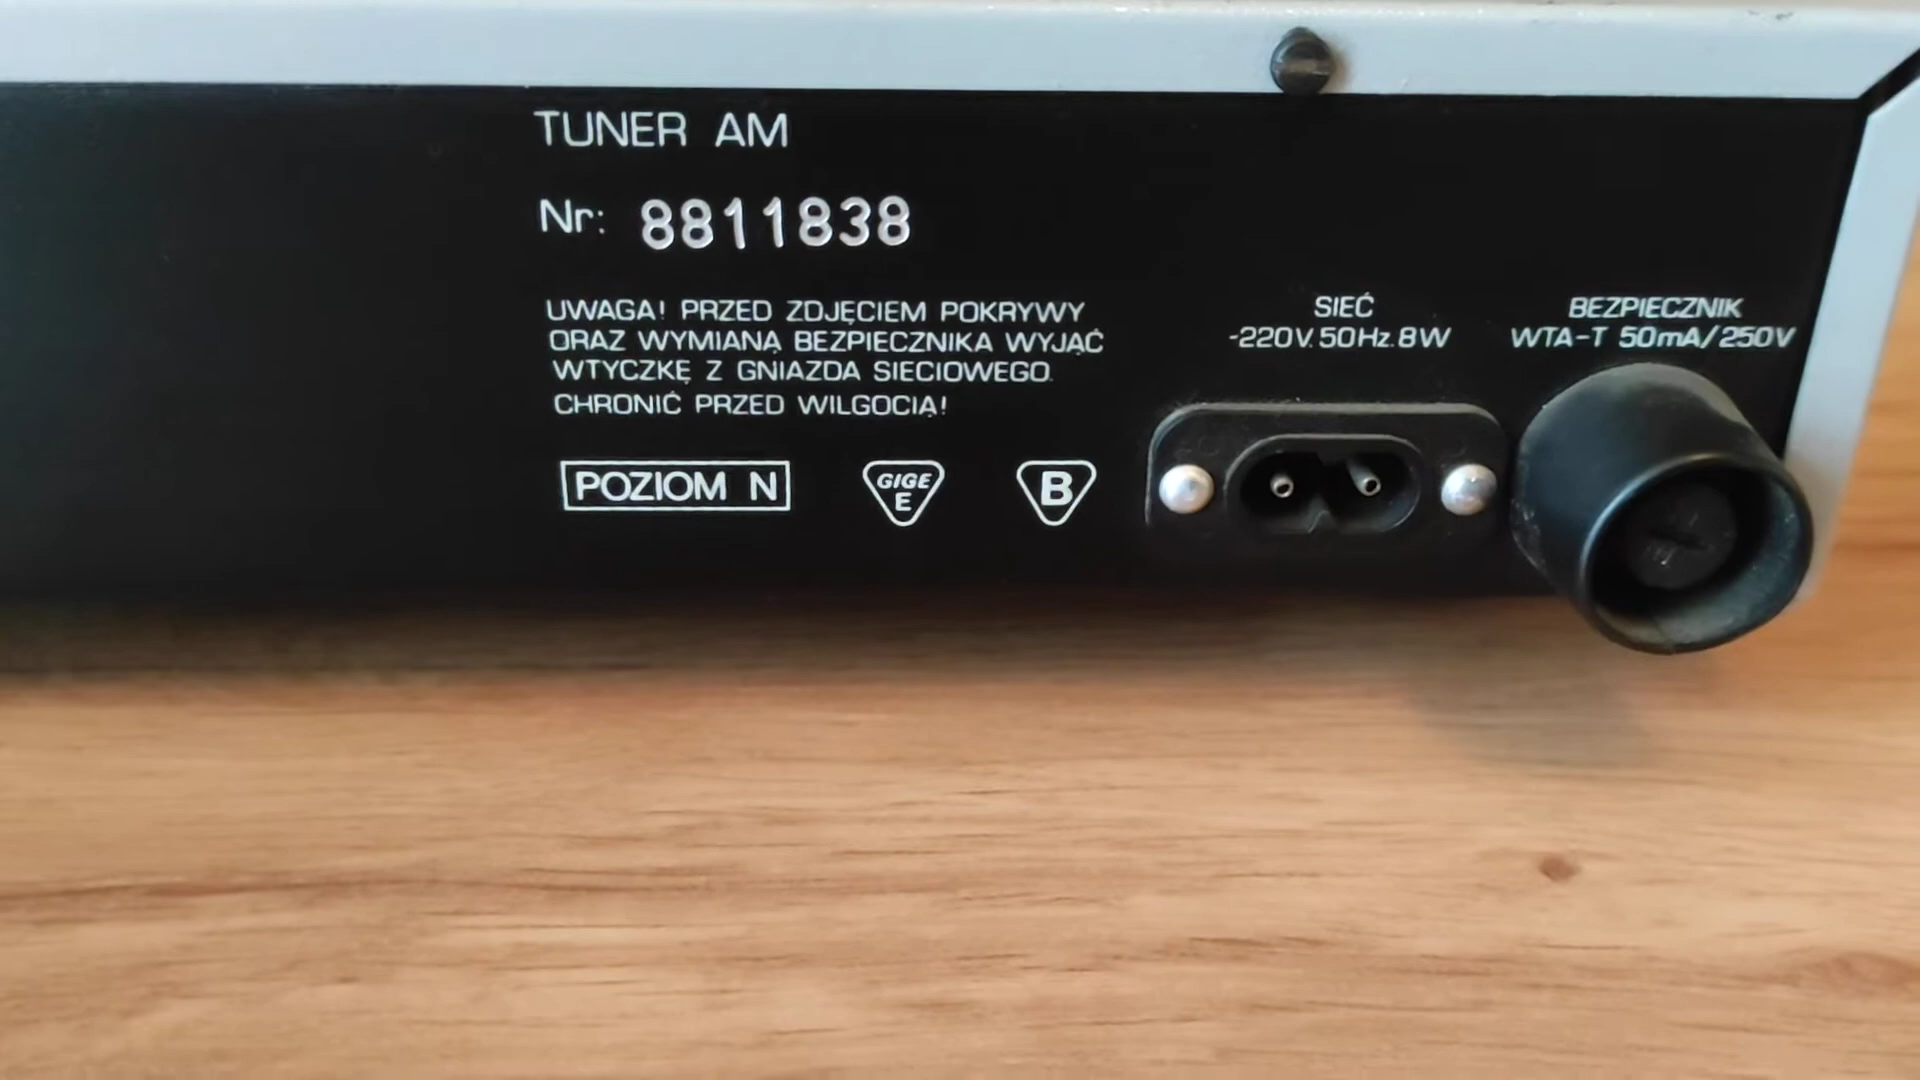 TUNER AM
Nr: 8811838
UWAGA! PRZED ZDJĘCIEM POKRYWY
ORAZ WYMIANĄ BEZPIECZNIKA WYJĄĆ
WTYCZKĘ Z GNIAZDA SIECIOWEGO.
CHRONIĆ PRZED WILGOCIĄ!
POZIOM N
GIGE
E
B
SIEĆ
~220V. 50Hz. 8W
BEZPIECZNIK
WTA-T 50mA/250V